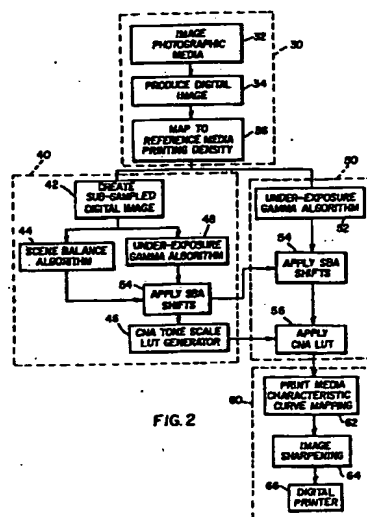 IMAGE
PHOTOGRAPHIC
MEDIA
32
30
PRODUCE DIGITAL
IMAGE
34
MAP TO
REFERENCE MEDIA
PRINTING DENSITY
36
40
50
42
CREATE
SUB-SAMPLED
DIGITAL IMAGE
UNDER-EXPOSURE
GAMMA ALGORITHM
52
44
48
SCENE BALANCE
ALGORITHM
UNDER-EXPOSURE
GAMMA ALGORITHM
54
APPLY SBA
SHIFTS
54
APPLY SBA
SHIFTS
46
CNA TONE SCALE
LUT GENERATOR
56
APPLY
CNA LUT
60
PRINT MEDIA
CHARACTERISTIC
CURVE MAPPING
62
IMAGE
SHARPENING
64
66
DIGITAL
PRINTER
FIG. 2